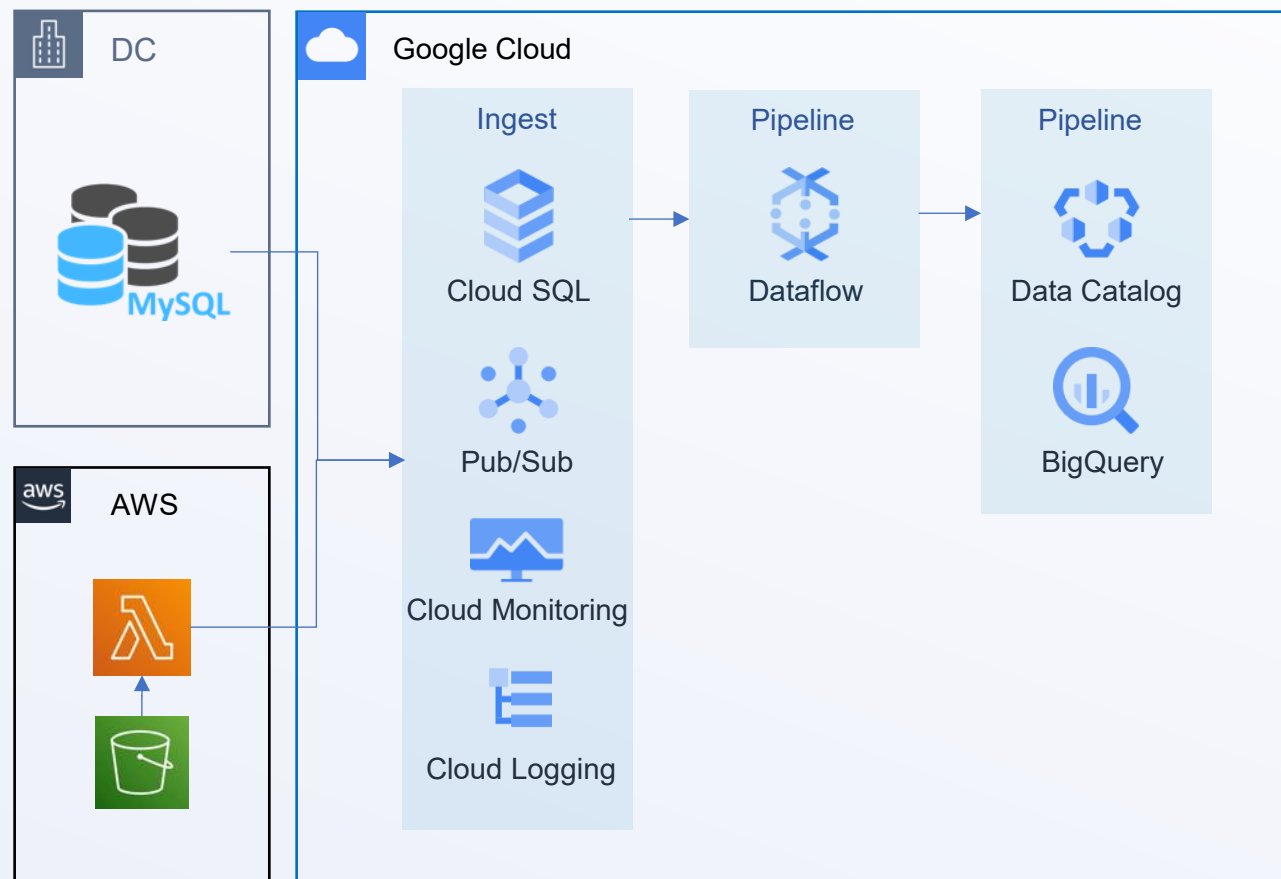 DC
MySQL
aws
AWS
Google Cloud
Ingest
Cloud SQL
Pub/Sub
Cloud Monitoring
Cloud Logging
Pipeline
Dataflow
Pipeline
Data Catalog
BigQuery